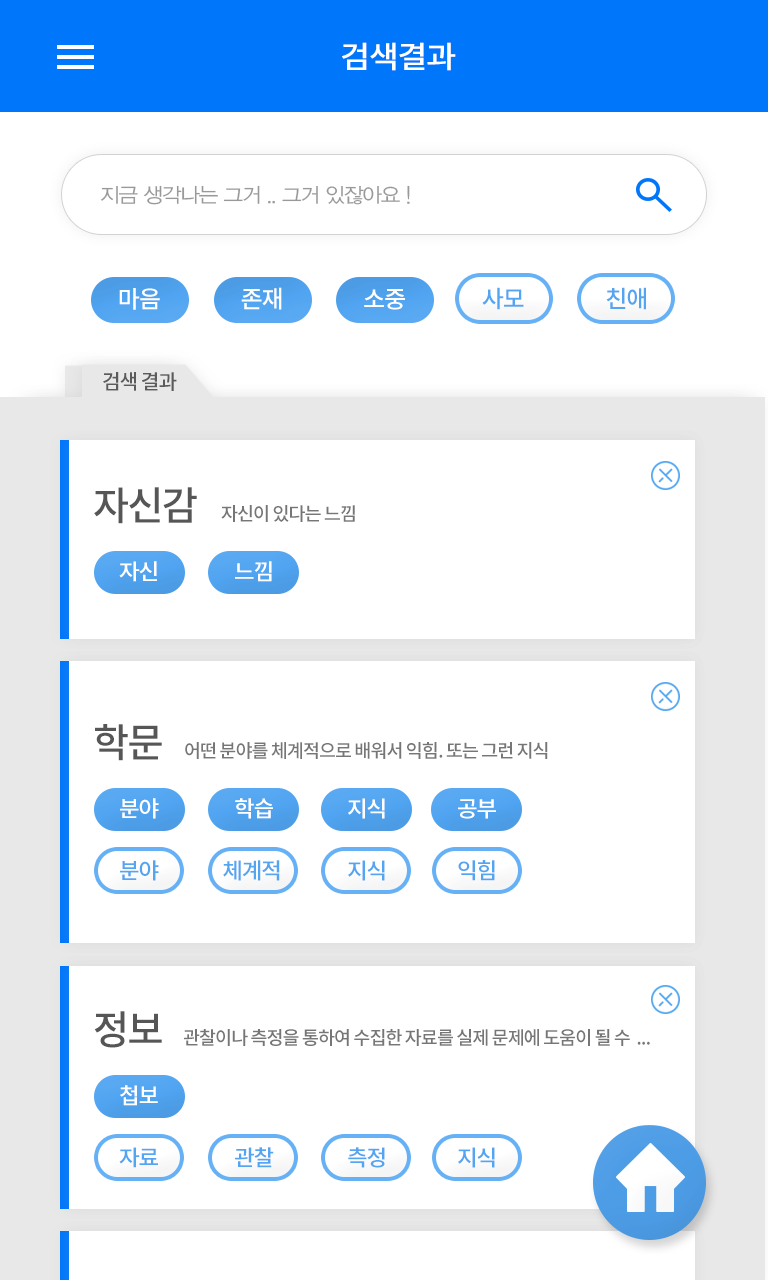 검색결과
지금 생각나는 그거 .. 그거 있잖아요 !
마음 존재 소중 사모 친애
검색 결과
자신감 자신이 있다는 느낌
자신 느낌
학문 어떤 분야를 체계적으로 배워서 익힘. 또는 그런 지식
분야 학습 지식 공부
분야 체계적 지식 익힘
정보 관찰이나 측정을 통하여 수집한 자료를 실제 문제에 도움이 될 수 ...
첩보
자료 관찰 측정 지식